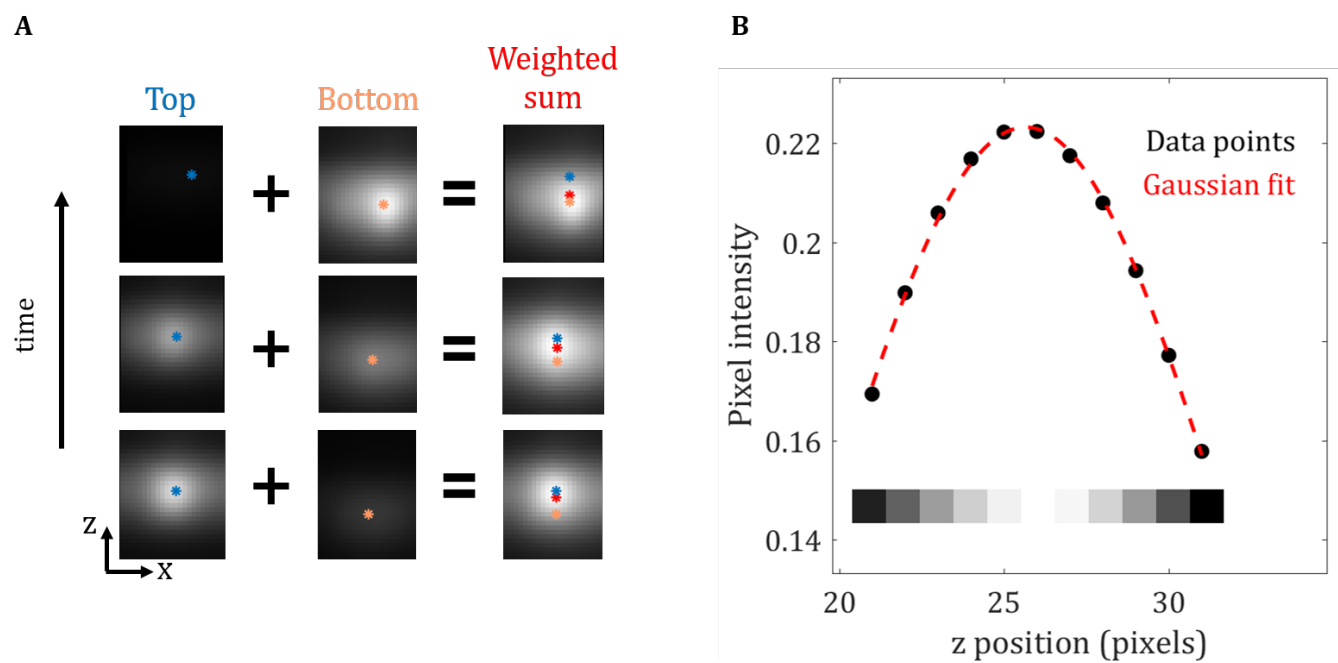 A
B
Top
Bottom
Weighted
sum
+
=
+
=
+
=
time
z
x
Data points
Gaussian fit
Pixel intensity
0.22
0.2
0.18
0.16
0.14
20
25
30
z position (pixels)